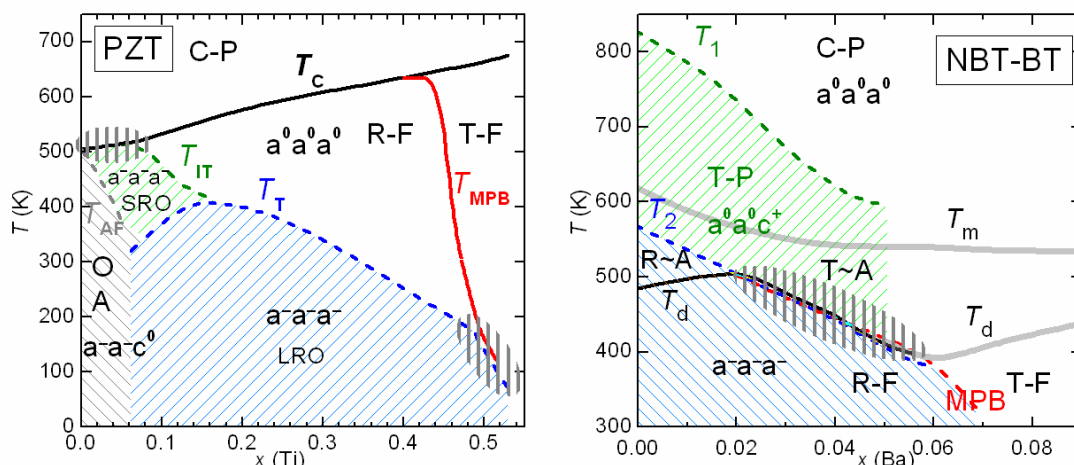 PZT
C-P
T_C
a⁰a⁰a⁰
R-F
T-F
T_IT
a⁻a⁻a⁻
SRO
T_AF
T_T
T_MPB
O
A
a⁻a⁻c⁰
a⁻a⁻a⁻
LRO
700
600
500
400
300
200
100
0
T (K)
0.0 0.1 0.2 0.3 0.4 0.5
x (Ti)
NBT-BT
C-P
T₁
a⁰a⁰a⁰
T-P
a⁰a⁰c⁺
T_m
T₂
R~A
T~A
T_d
T_d
a⁻a⁻a⁻
R-F
T-F
MPB
800
700
600
500
400
300
T (K)
0.00 0.02 0.04 0.06 0.08
x (Ba)